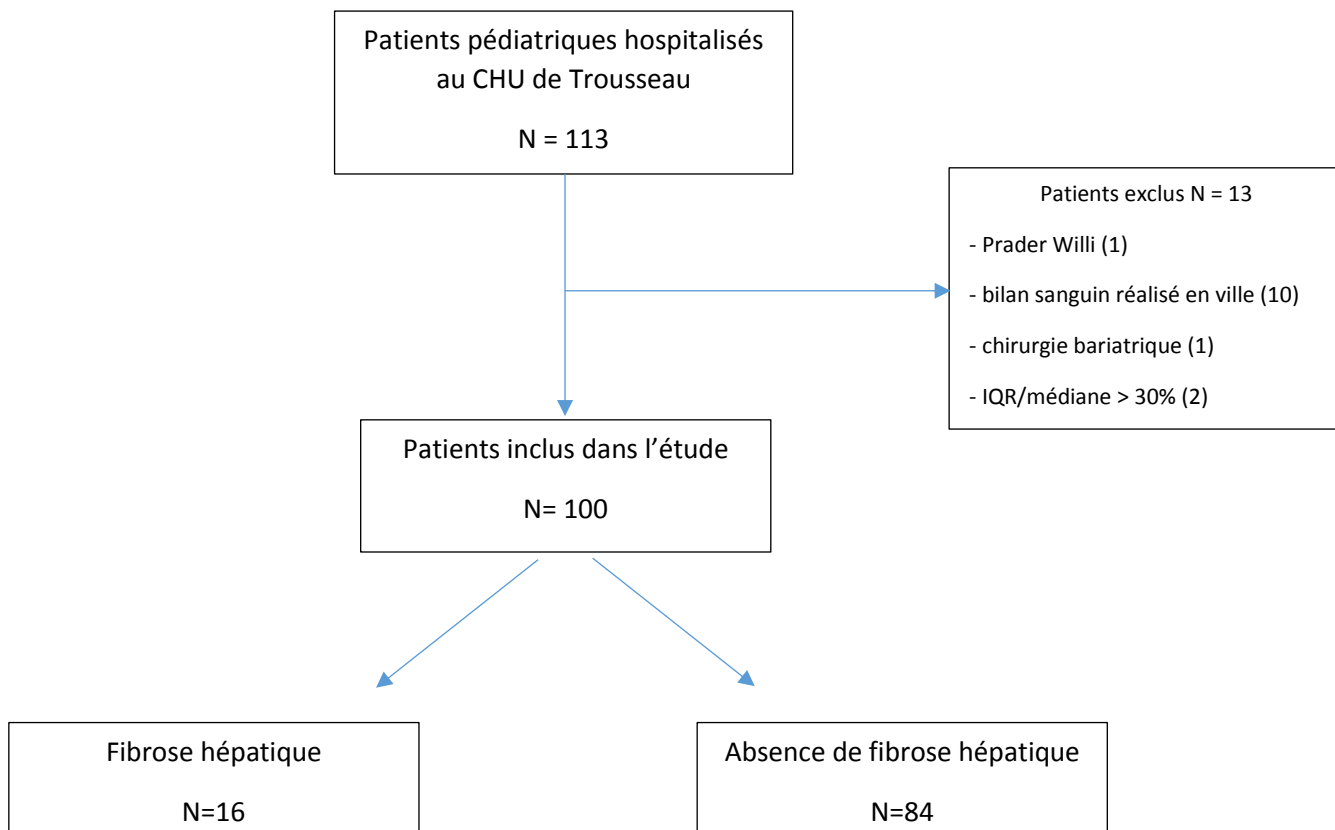 Patients pédiatriques hospitalisés
au CHU de Trousseau
N = 113
Patients exclus N = 13
- Prader Willi (1)
- bilan sanguin réalisé en ville (10)
- chirurgie bariatrique (1)
- IQR/médiane > 30% (2)
Patients inclus dans l’étude
N= 100
Fibrose hépatique
N=16
Absence de fibrose hépatique
N=84